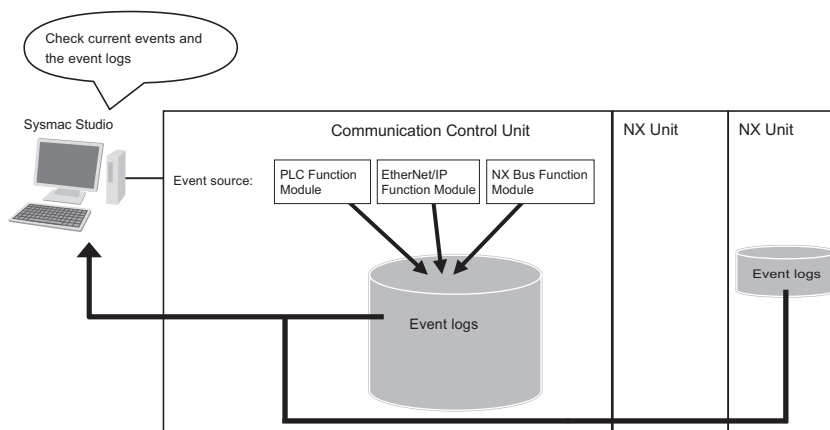 Check current events and
the event logs
Sysmac Studio
Communication Control Unit
NX Unit
NX Unit
Event source:
PLC Function
Module
EtherNet/IP
Function Module
NX Bus Function
Module
Event logs
Event logs